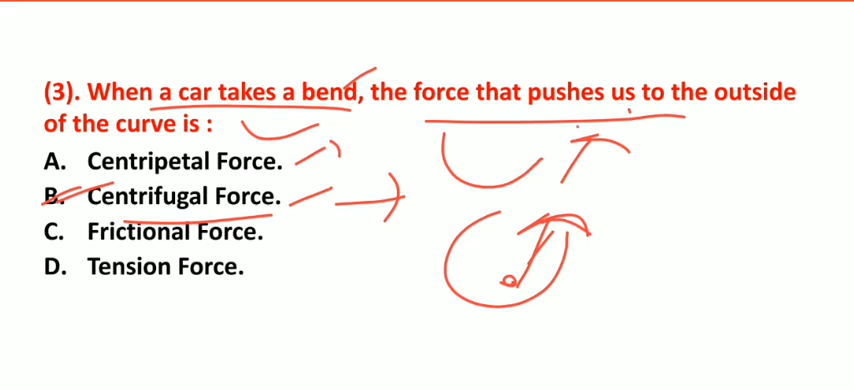 (3). When a car takes a bend, the force that pushes us to the outside
of the curve is :
A. Centripetal Force.
B. Centrifugal Force.
C. Frictional Force.
D. Tension Force.